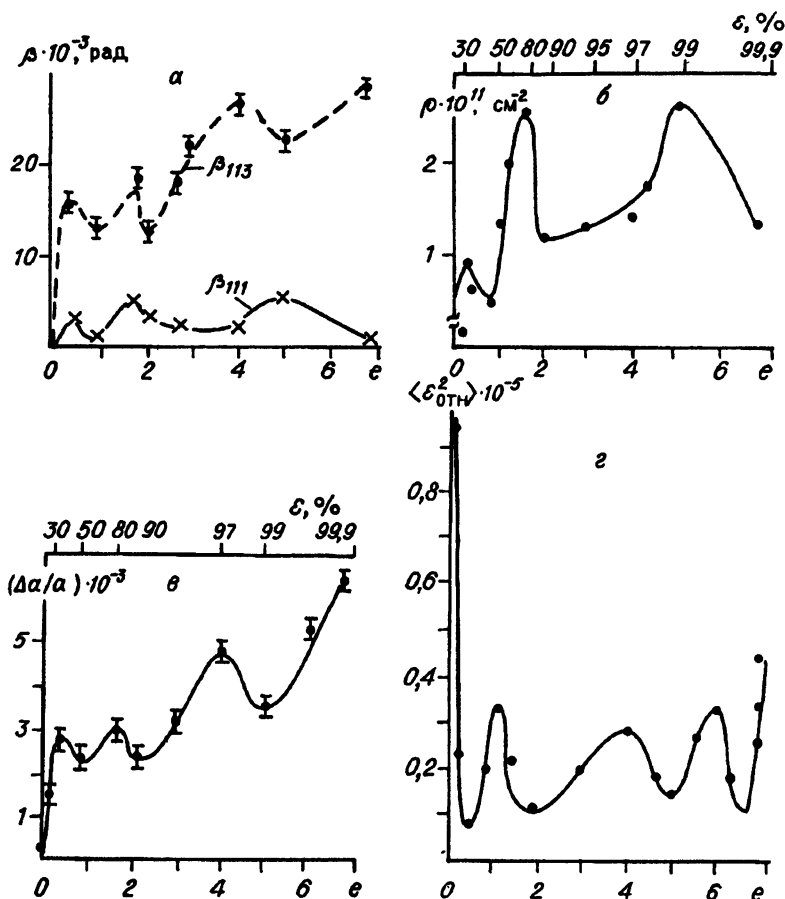 β·10⁻³, рад
а
20
10
β₁₁₃
β₁₁₁
0 2 4 6 e
ε, %
30 50 80 90 95 97 99 99,9
ρ·10¹¹, см⁻²
б
2
1
0 2 4 6 e
ε, %
30 50 80 90 97 99 99,9
(Δa/a)·10⁻³
в
5
3
1
0 2 4 6 e
⟨ε²отн⟩·10⁻⁵
г
0,8
0,6
0,4
0,2
0 2 4 6 e